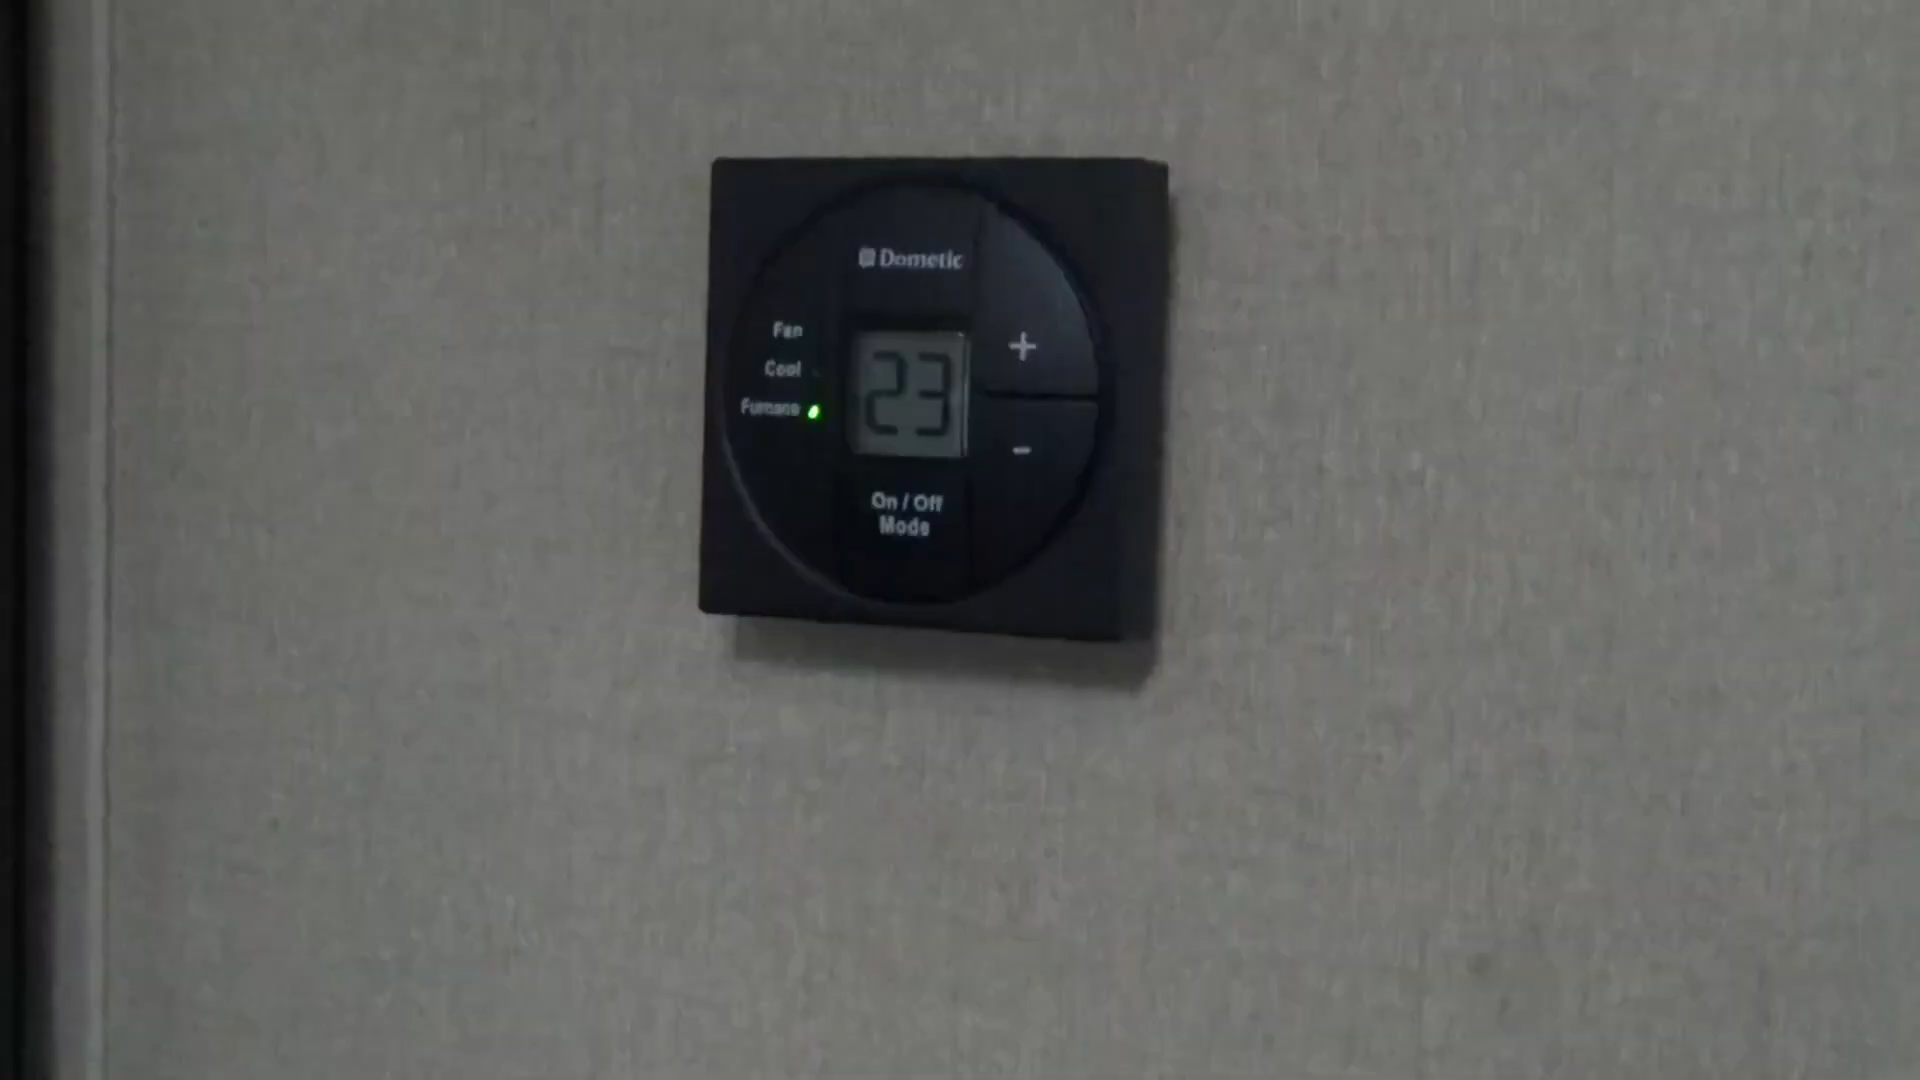 Dometic
Fan
Cool
Furnace
23
+
-
On / Off
Mode